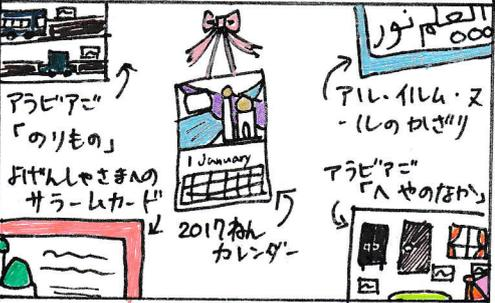 العلم نور
アラビアご
「のりもの」
アル・イルム・ヌ
ールのかざり
よげんしゃさまへの
サラームカード
1 January
アラビアご
「へやのなか」
2017ねん
カレンダー